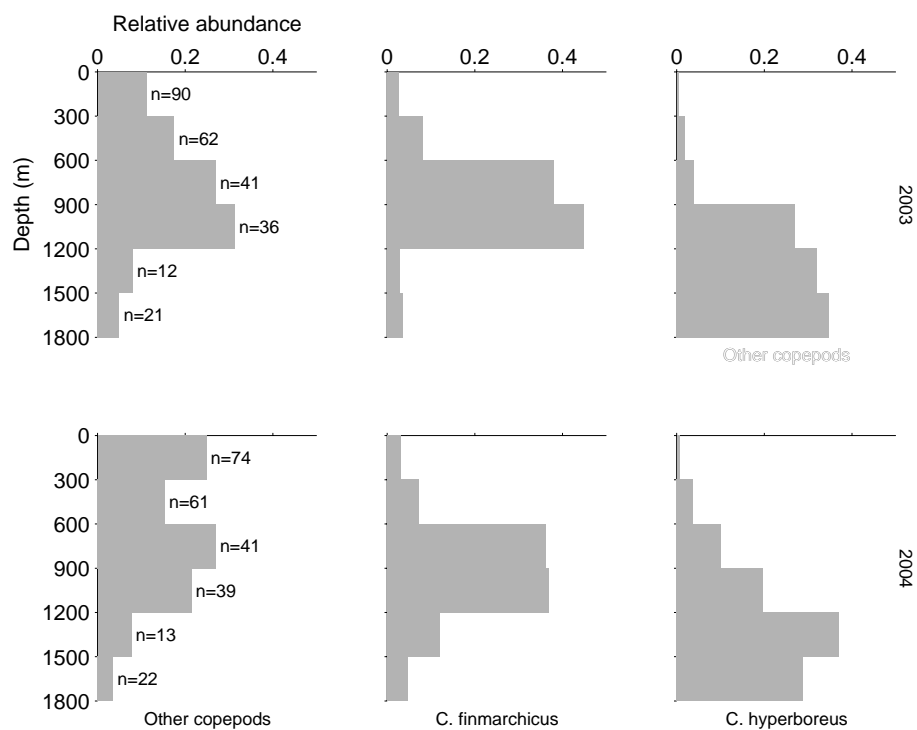 Relative abundance
0 0.2 0.4 0 0.2 0.4 0 0.2 0.4
0
n=90
300
n=62
600
n=41
900
n=36
1200
n=12
1500
n=21
1800
Depth (m)
2003
Other copepods
0
n=74
300
n=61
600
n=41
900
n=39
1200
n=13
1500
n=22
1800
2004
Other copepods C. finmarchicus C. hyperboreus